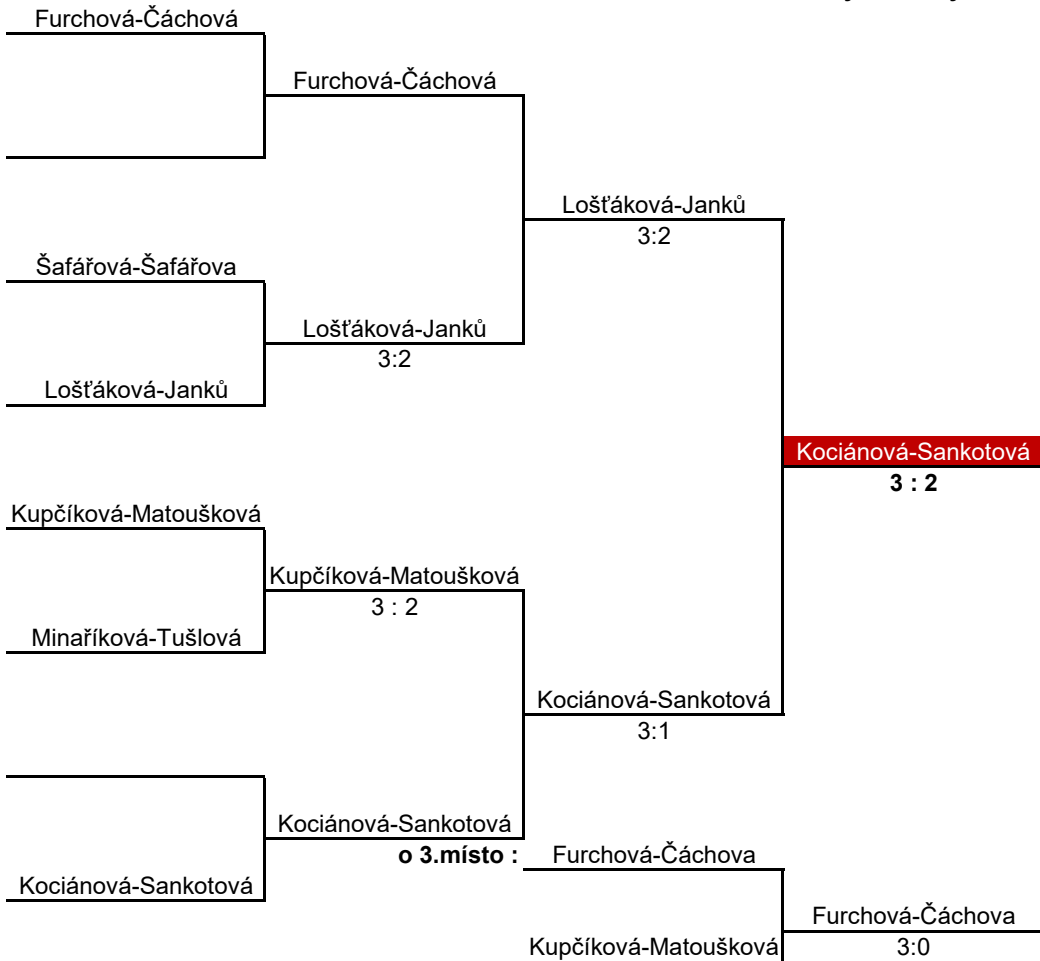 Furchová-Čáchová
Furchová-Čáchová
Lošťáková-Janků
3:2
Šafářová-Šafářova
Lošťáková-Janků
3:2
Lošťáková-Janků
Kociánová-Sankotová
3 : 2
Kupčíková-Matoušková
Kupčíková-Matoušková
3 : 2
Minaříková-Tušlová
Kociánová-Sankotová
3:1
Kociánová-Sankotová
o 3.místo :
Furchová-Čáchova
Kociánová-Sankotová
Furchová-Čáchova
Kupčíková-Matoušková
3:0